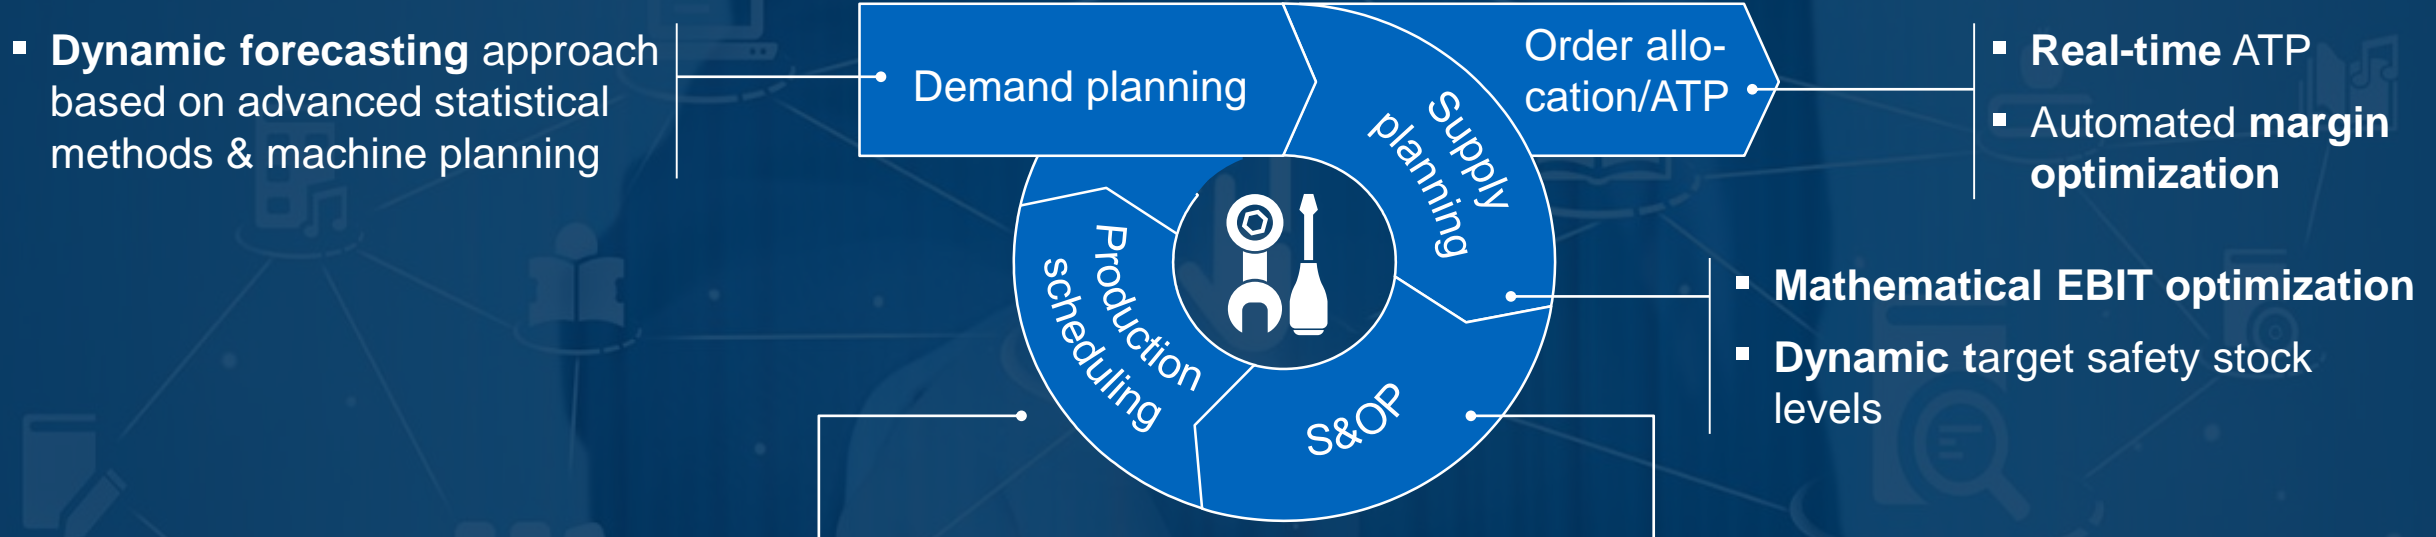 Dynamic forecasting approach
based on advanced statistical
methods & machine planning
Demand planning
Order allo-
cation/ATP
Real-time ATP
Automated margin
optimization
Supply
planning
Mathematical EBIT optimization
Dynamic target safety stock
levels
S&OP
Production
scheduling